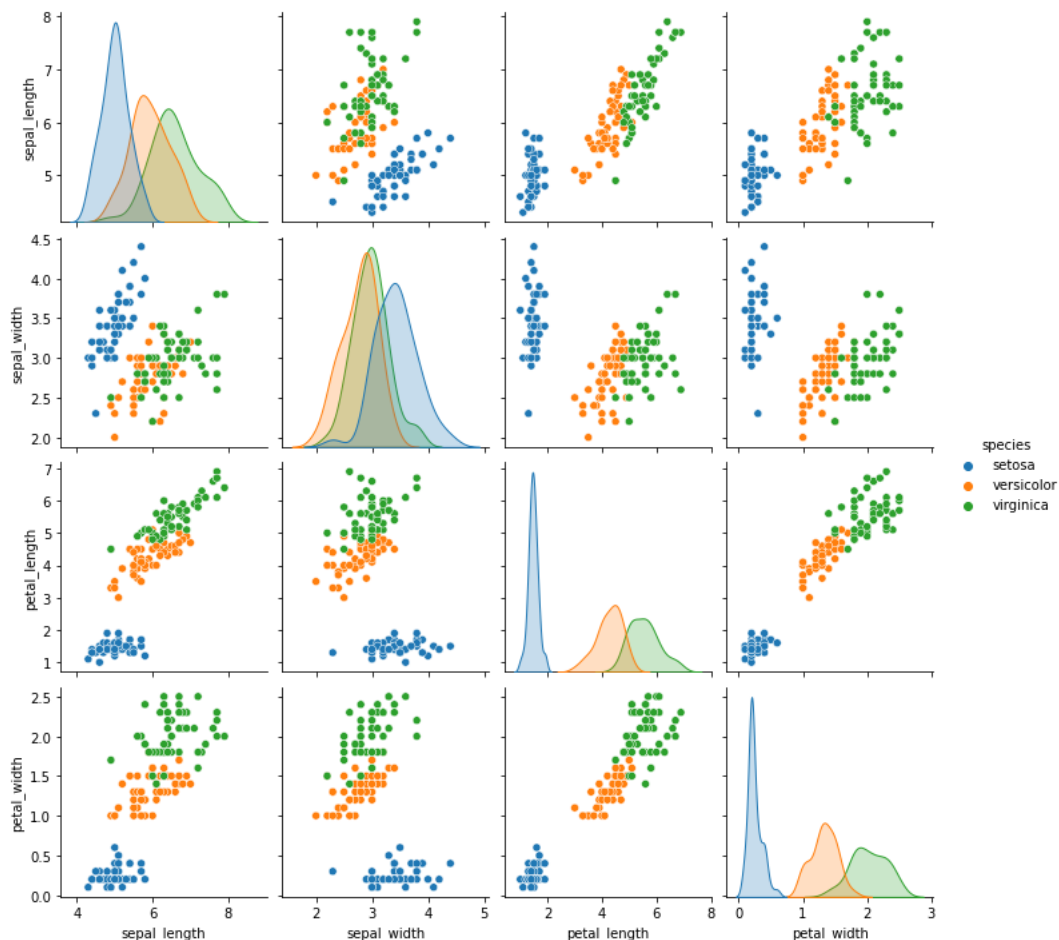 sepal_length
8
7
6
5
sepal_width
4.5
4.0
3.5
3.0
2.5
2.0
petal_length
7
6
5
4
3
2
1
petal_width
2.5
2.0
1.5
1.0
0.5
0.0
4 6 8
sepal_length
2 3 4 5
sepal_width
2 4 6 8
petal_length
0 1 2 3
petal_width
species
setosa
versicolor
virginica